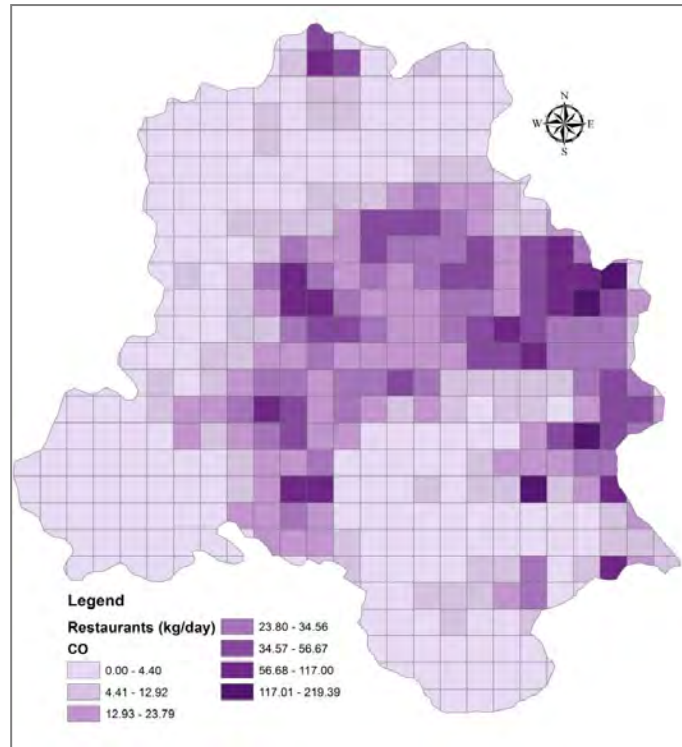 N
W E
S
Legend
Restaurants (kg/day)
CO
0.00 - 4.40
4.41 - 12.92
12.93 - 23.79
23.80 - 34.56
34.57 - 56.67
56.68 - 117.00
117.01 - 219.39